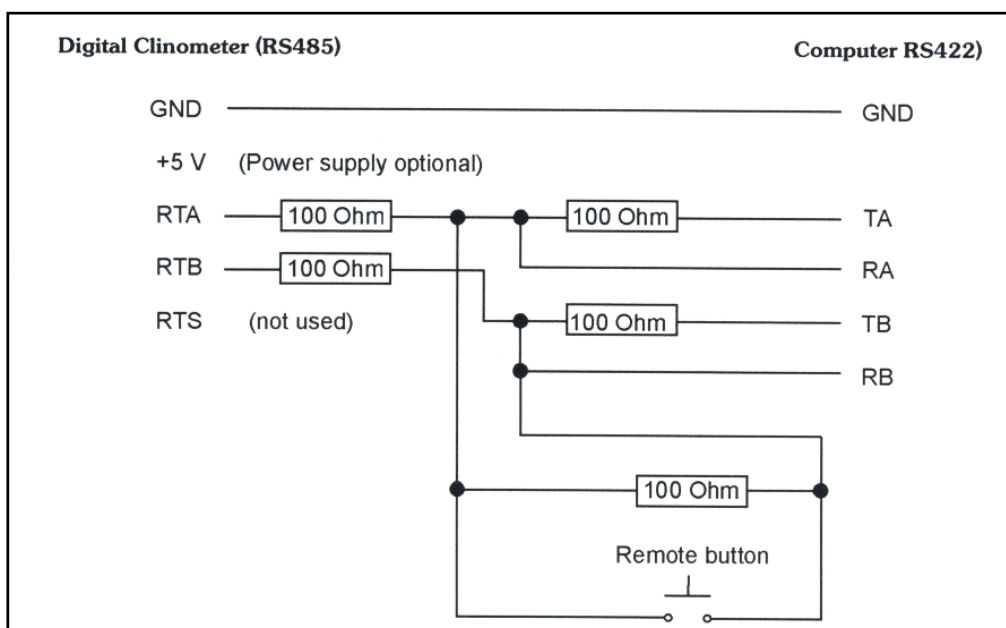 Digital Clinometer (RS485)
Computer RS422)
GND
GND
+5 V (Power supply optional)
RTA 100 Ohm 100 Ohm TA
RTB 100 Ohm RA
RTS (not used) 100 Ohm TB
RB
100 Ohm
Remote button